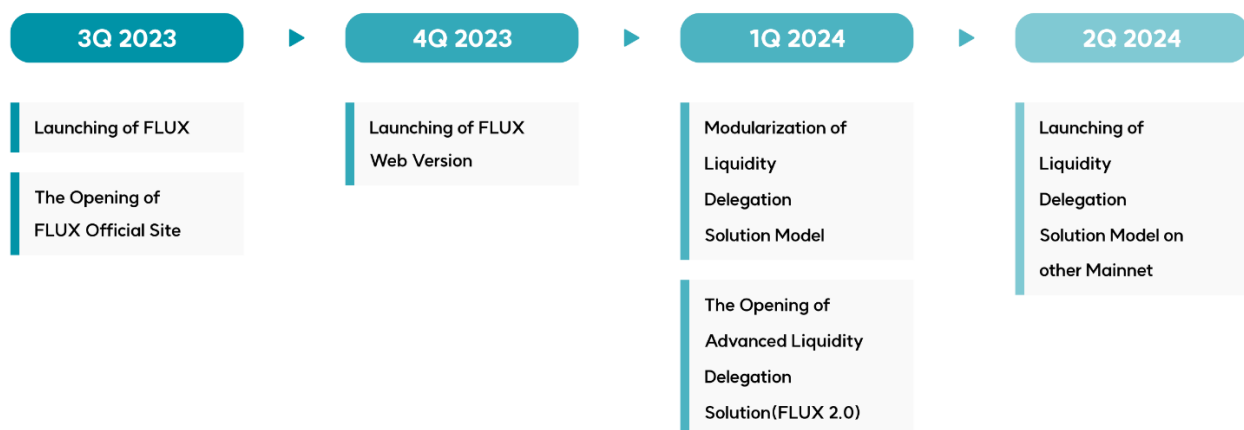 3Q 2023
Launching of FLUX
The Opening of
FLUX Official Site
4Q 2023
Launching of FLUX
Web Version
1Q 2024
Modularization of
Liquidity
Delegation
Solution Model
The Opening of
Advanced Liquidity
Delegation
Solution(FLUX 2.0)
2Q 2024
Launching of
Liquidity
Delegation
Solution Model on
other Mainnet